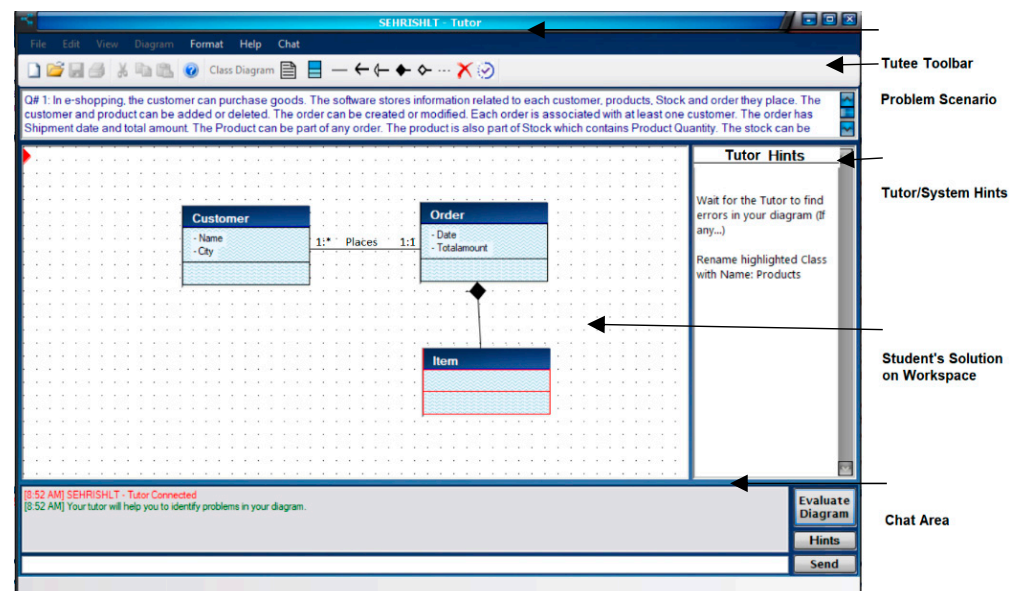 SEHRISHLT - Tutor
File Edit View Diagram Format Help Chat
Class Diagram
Tutee Toolbar
Q# 1: In e-shopping, the customer can purchase goods. The software stores information related to each customer, products, Stock and order they place. The
customer and product can be added or deleted. The order can be created or modified. Each order is associated with at least one customer. The order has
Shipment date and total amount. The Product can be part of any order. The product is also part of Stock which contains Product Quantity. The stock can be
Problem Scenario
Tutor Hints
Wait for the Tutor to find
errors in your diagram (If
any...)
Rename highlighted Class
with Name: Products
Tutor/System Hints
Customer
- Name
- City
1:* Places 1:1
Order
- Date
- Totalamount
Item
Student's Solution
on Workspace
[8:52 AM] SEHRISHLT - Tutor Connected
[8:52 AM] Your tutor will help you to identify problems in your diagram.
Evaluate
Diagram
Hints
Send
Chat Area